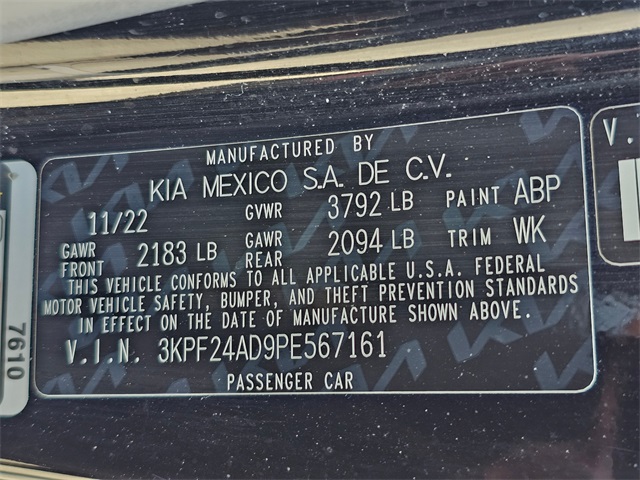 MANUFACTURED BY
KIA MEXICO S.A. DE C.V.
11/22 GVWR 3792 LB PAINT ABP
GAWR FRONT 2183 LB GAWR REAR 2094 LB TRIM WK
THIS VEHICLE CONFORMS TO ALL APPLICABLE U.S.A. FEDERAL
MOTOR VEHICLE SAFETY, BUMPER, AND THEFT PREVENTION STANDARDS
IN EFFECT ON THE DATE OF MANUFACTURE SHOWN ABOVE.
V.I.N. 3KPF24AD9PE567161
PASSENGER CAR
7610
V.